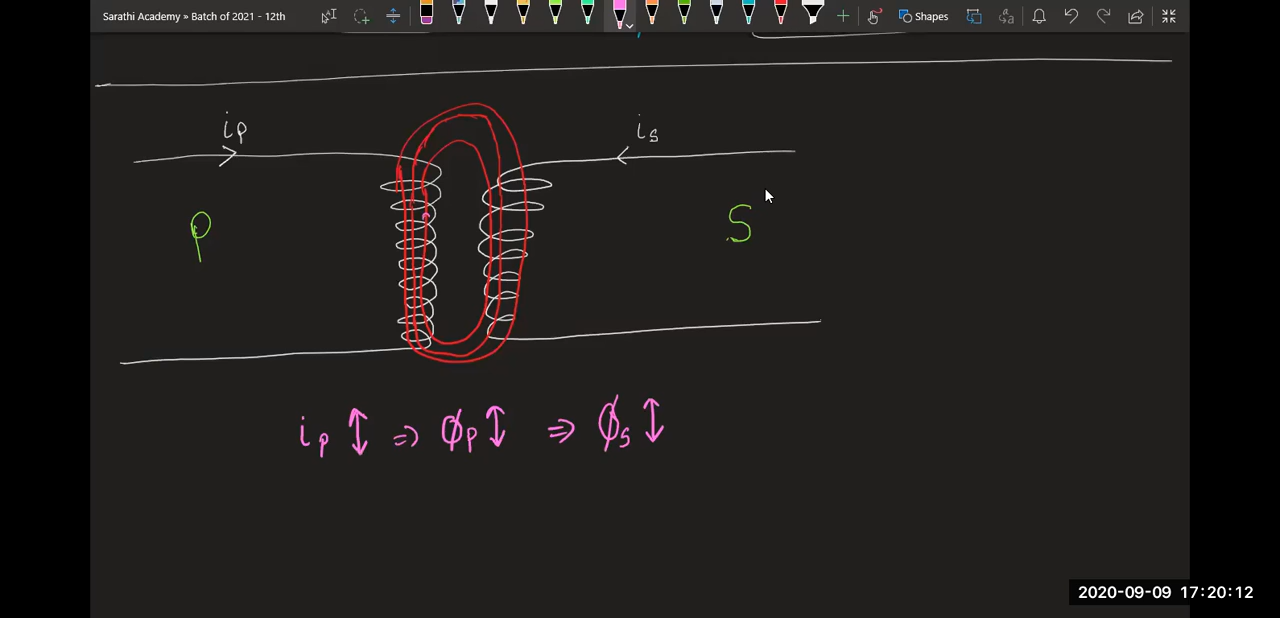 Sarathi Academy » Batch of 2021 - 12th
Shapes
iP
is
P
S
ip ↕ ⇒ ϕP ↕ ⇒ ϕs ↕
2020-09-09 17:20:12